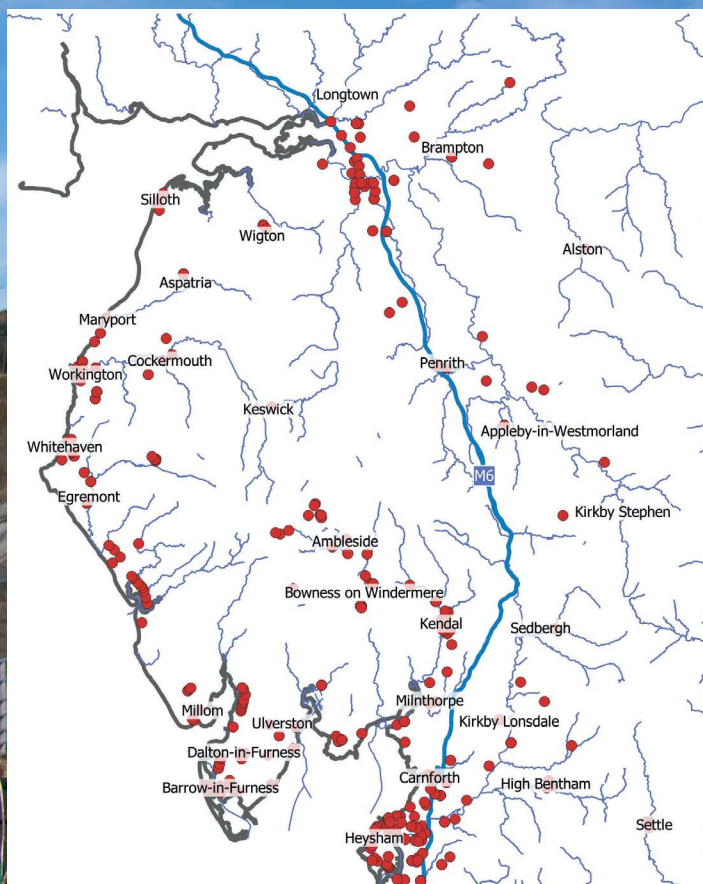 Longtown
Brampton
Silloth
Wigton
Alston
Aspatria
Maryport
Cockermouth
Workington
Penrith
Keswick
Appleby-in-Westmorland
Whitehaven
M6
Egremont
Kirkby Stephen
Ambleside
Bowness on Windermere
Kendal
Sedbergh
Millom
Milnthorpe
Ulverston
Kirkby Lonsdale
Dalton-in-Furness
Carnforth
Barrow-in-Furness
High Bentham
Heysham
Settle